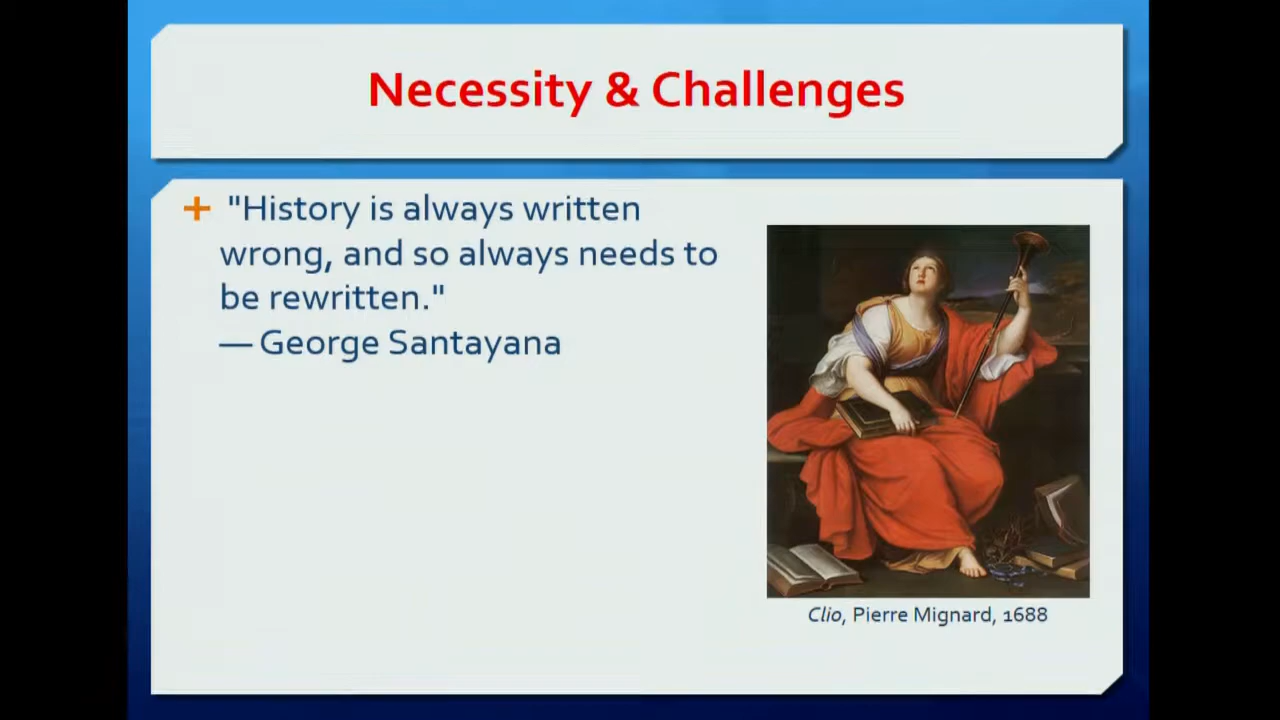 Necessity & Challenges
"History is always written
wrong, and so always needs to
be rewritten."
— George Santayana
Clio, Pierre Mignard, 1688